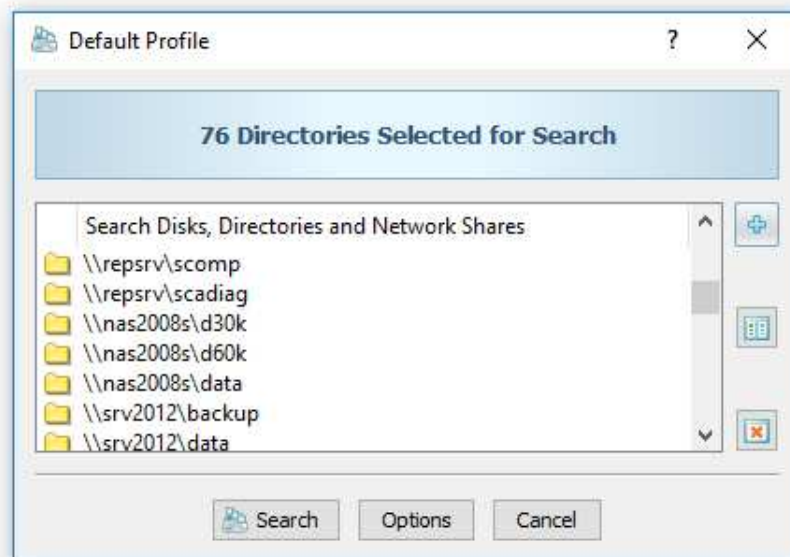 Default Profile
?
76 Directories Selected for Search
Search Disks, Directories and Network Shares
\\repsrv\scomp
\\repsrv\scadiag
\\nas2008s\d30k
\\nas2008s\d60k
\\nas2008s\data
\\srv2012\backup
\\srv2012\data
Search Options Cancel